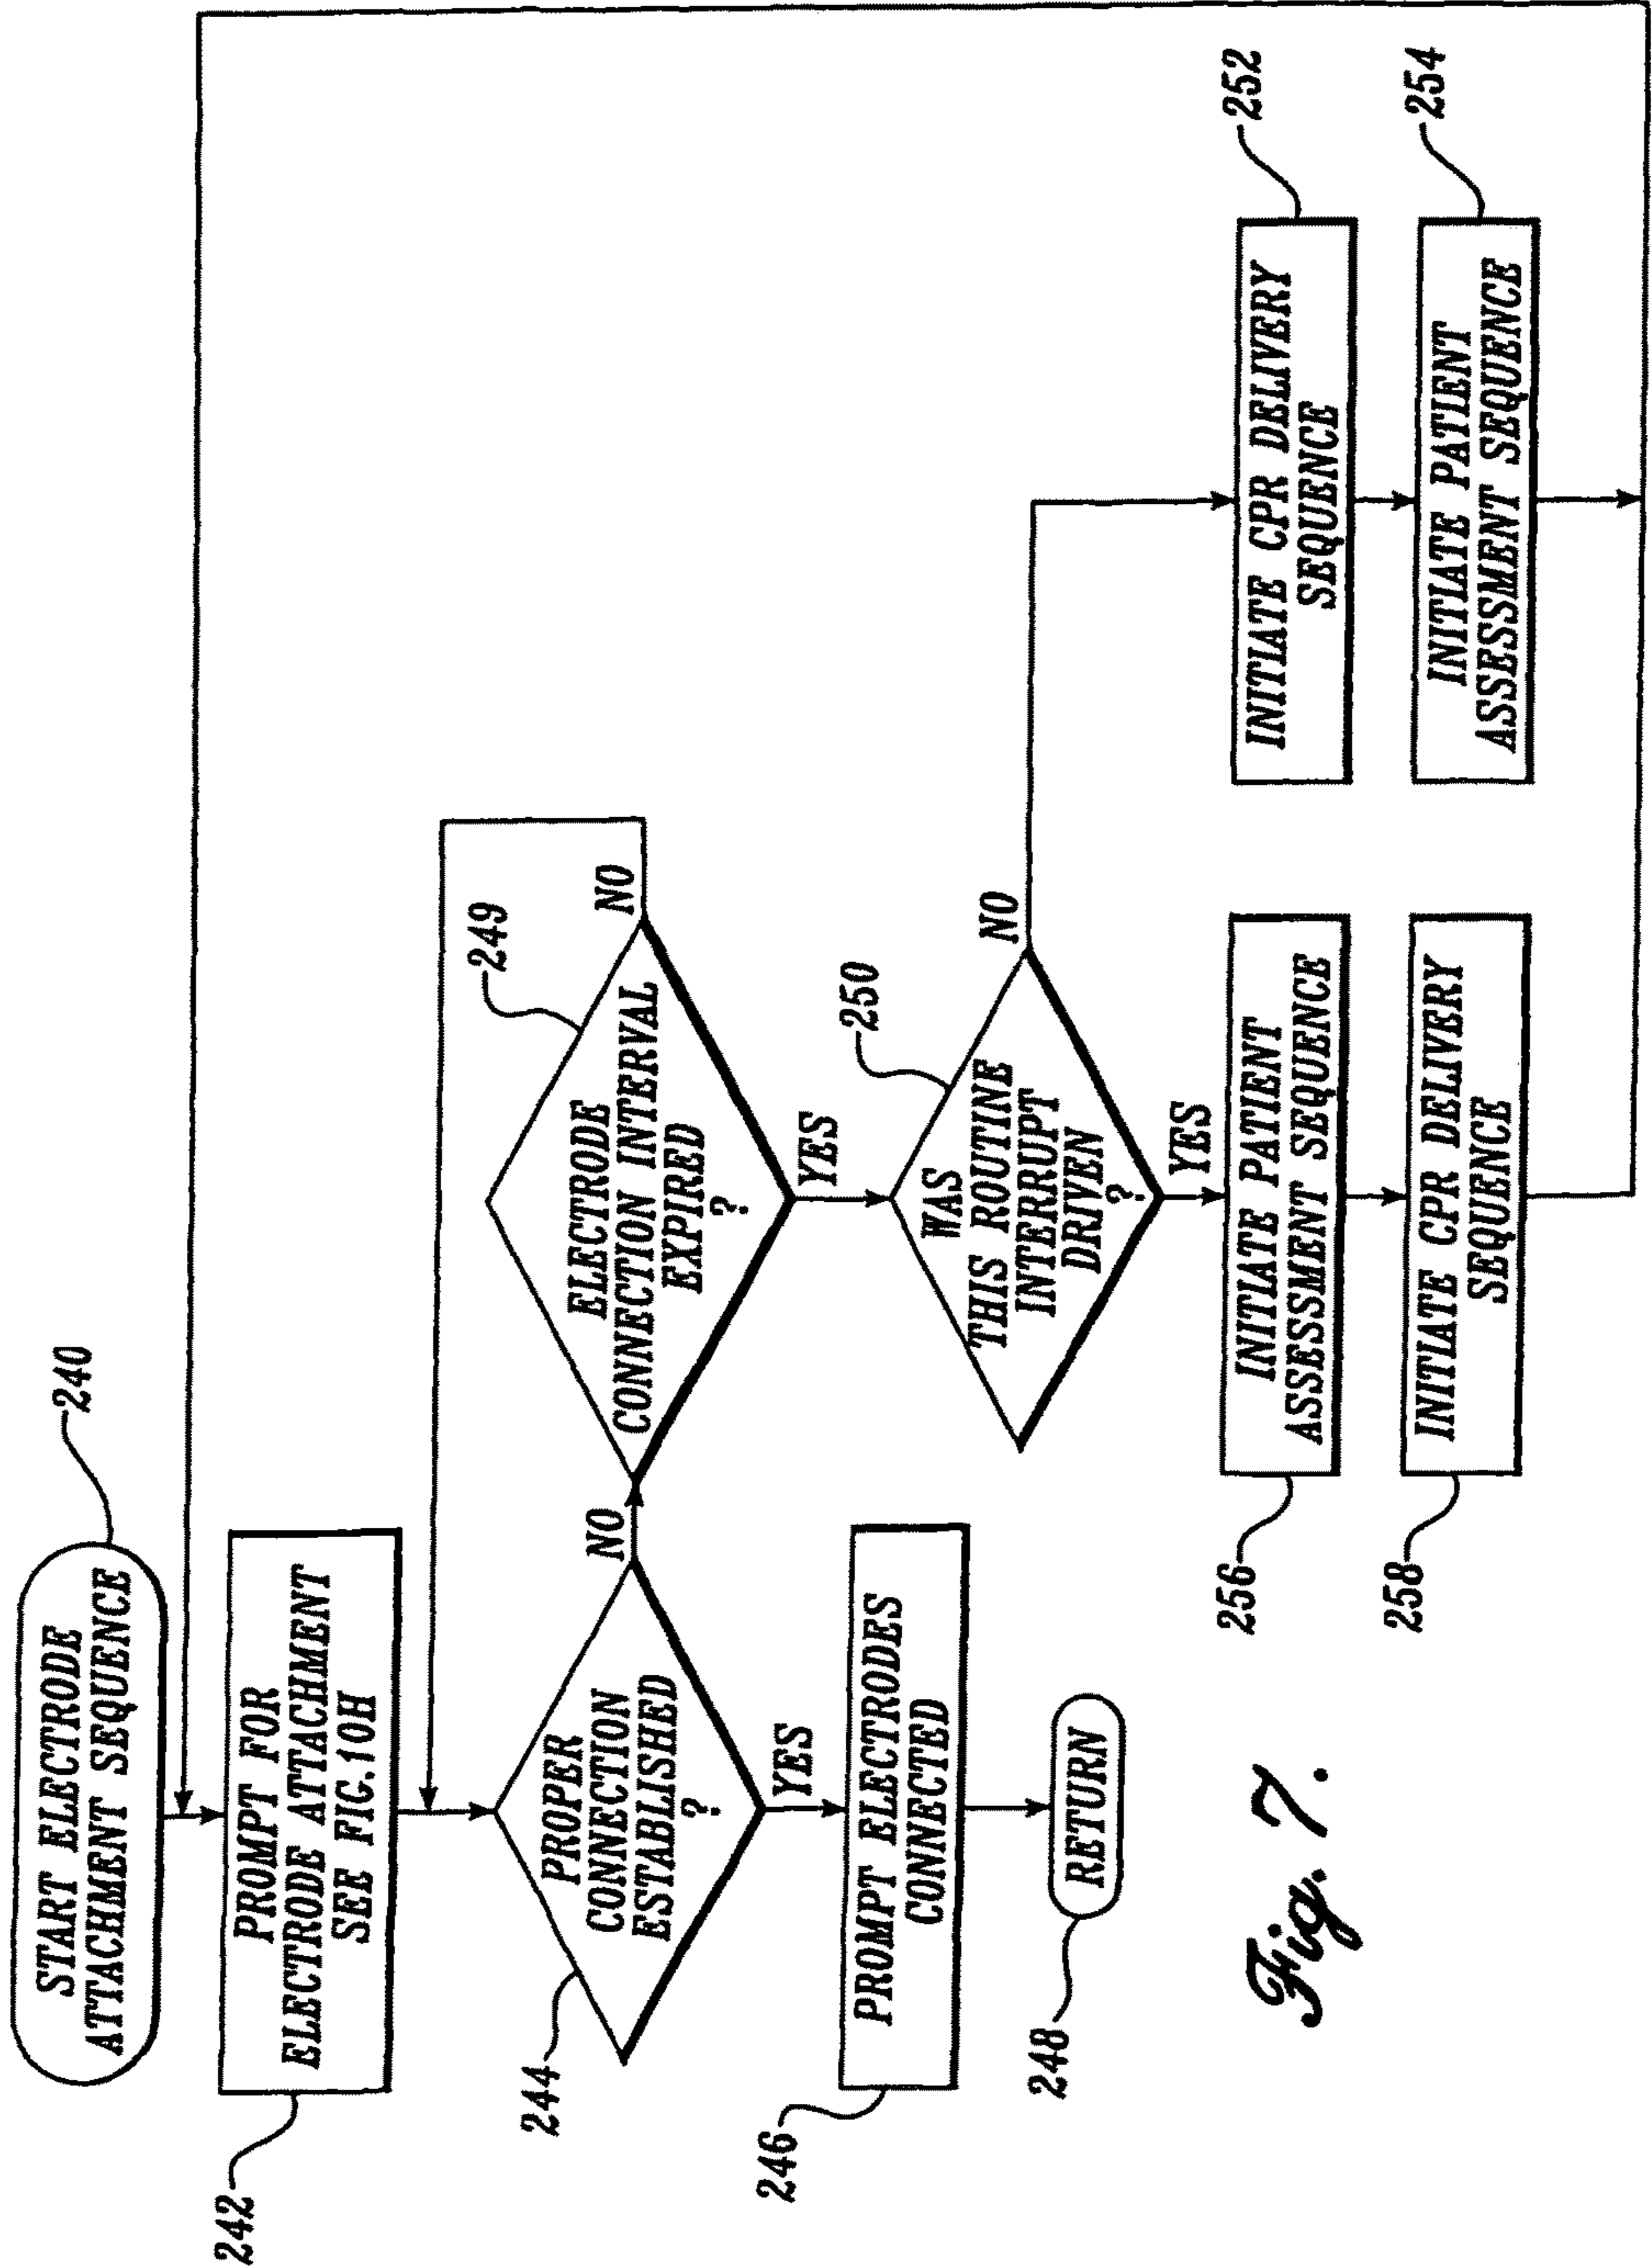 240
START ELECTRODE
ATTACHMENT SEQUENCE
242
PROMPT FOR
ELECTRODE ATTACHMENT
SEE FIG.10H
244
PROPER
CONNECTION
ESTABLISHED
?
NO
YES
246
PROMPT ELECTRODES
CONNECTED
248
RETURN
249
ELECTRODE
CONNECTION INTERVAL
EXPIRED
?
NO
YES
250
WAS
THIS ROUTINE
INTERRUPT
DRIVEN
?
NO
YES
256
INITIATE PATIENT
ASSESSMENT SEQUENCE
258
INITIATE CPR DELIVERY
SEQUENCE
252
INITIATE CPR DELIVERY
SEQUENCE
254
INITIATE PATIENT
ASSESSMENT SEQUENCE
Fig. 7.